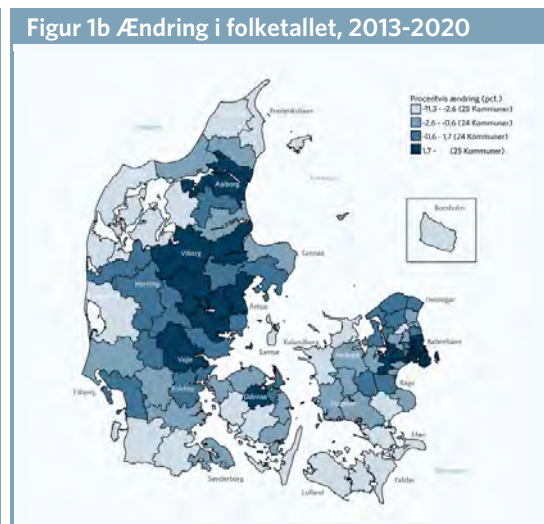 Figur 1b Ændring i folketallet, 2013-2020
Procentvis ændring (pct.)
-11,3 - -2,6 (25 Kommuner)
-2,6 - -0,6 (24 Kommuner)
-0,6 - 1,7 (24 Kommuner)
1,7 - (25 Kommuner)
Frederikshavn
Aalborg
Bornholm
Viborg
Grenaa
Herning
Helsingør
Århus
Kalundborg
København
Samsø
Vejle
Køge
Esbjerg
Odense
Møn
Sønderborg
Falster
Lolland